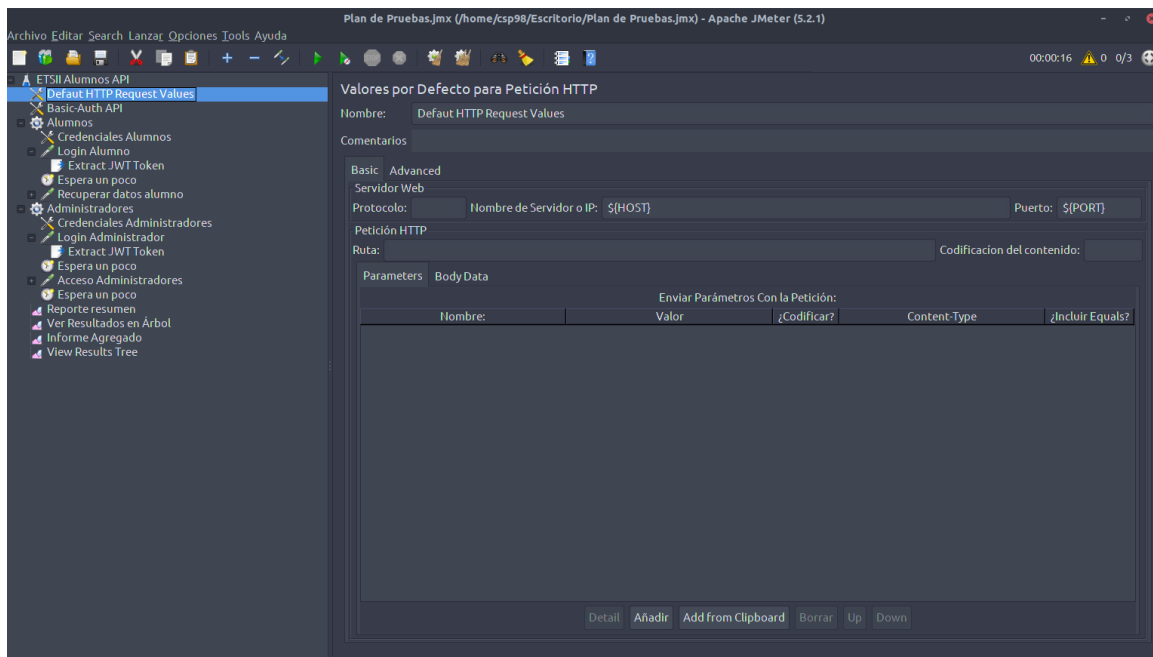 Plan de Pruebas.jmx (/home/csp98/Escritorio/Plan de Pruebas.jmx) - Apache JMeter (5.2.1)
Archivo Editar Search Lanzar Opciones Tools Ayuda
00:00:16 0 0/3
ETSII Alumnos API
Defaut HTTP Request Values
Basic-Auth API
Alumnos
Credenciales Alumnos
Login Alumno
Extract JWT Token
Espera un poco
Recuperar datos alumno
Administradores
Credenciales Administradores
Login Administrador
Extract JWT Token
Espera un poco
Acceso Administradores
Espera un poco
Reporte resumen
Ver Resultados en Árbol
Informe Agregado
View Results Tree
Valores por Defecto para Petición HTTP
Nombre: Defaut HTTP Request Values
Comentarios
Basic Advanced
Servidor Web
Protocolo: Nombre de Servidor o IP: ${HOST} Puerto: ${PORT}
Petición HTTP
Ruta: Codificacion del contenido:
Parameters Body Data
Enviar Parámetros Con la Petición:
Nombre: Valor ¿Codificar? Content-Type ¿Incluir Equals?
Detail Añadir Add from Clipboard Borrar Up Down